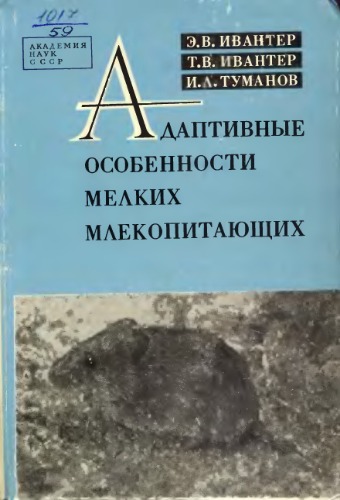 1017
59
АКАДЕМИЯ
НАУК
СССР
Э.В. ИВАНТЕР
Т.В. ИВАНТЕР
И.Л. ТУМАНОВ
АДАПТИВНЫЕ
ОСОБЕННОСТИ
МЕЛКИХ
МЛЕКОПИТАЮЩИХ